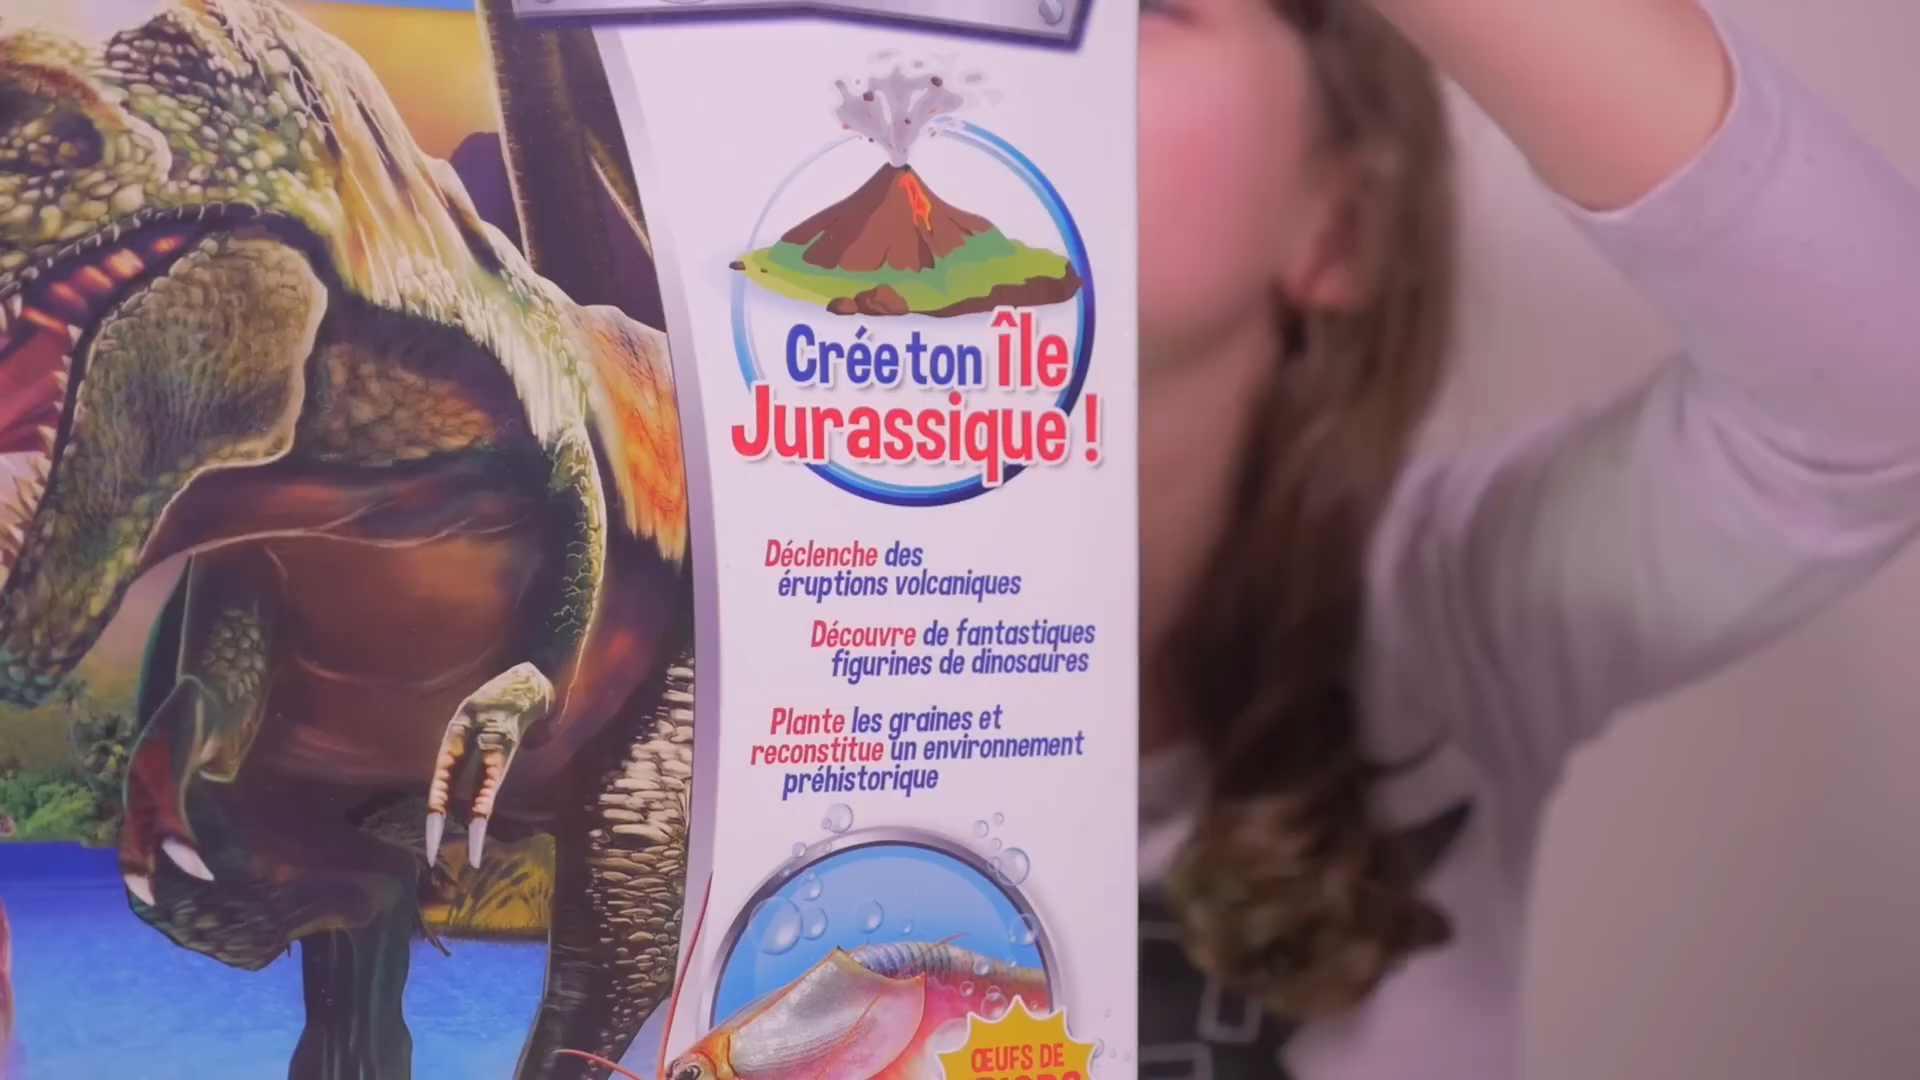 Crée ton île
Jurassique !
Déclenche des
éruptions volcaniques
Découvre de fantastiques
figurines de dinosaures
Plante les graines et
reconstitue un environnement
préhistorique
ŒUFS DE